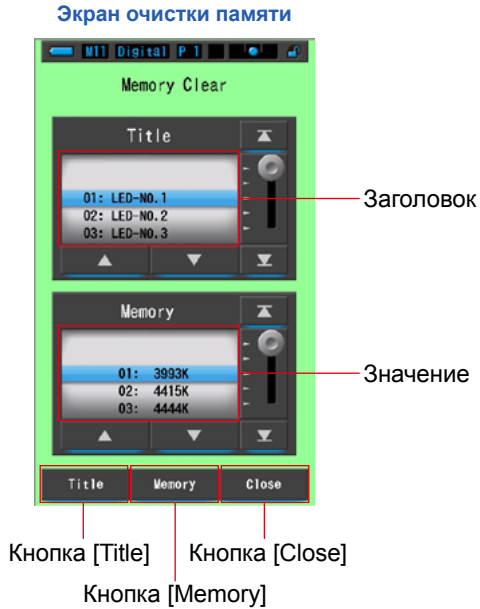 Экран очистки памяти
M11 Digital P 1
Memory Clear
Title
01: LED-NO.1
02: LED-NO.2
03: LED-NO.3
Заголовок
Memory
01: 3993K
02: 4415K
03: 4444K
Значение
Title Memory Close
Кнопка [Title] Кнопка [Close]
Кнопка [Memory]